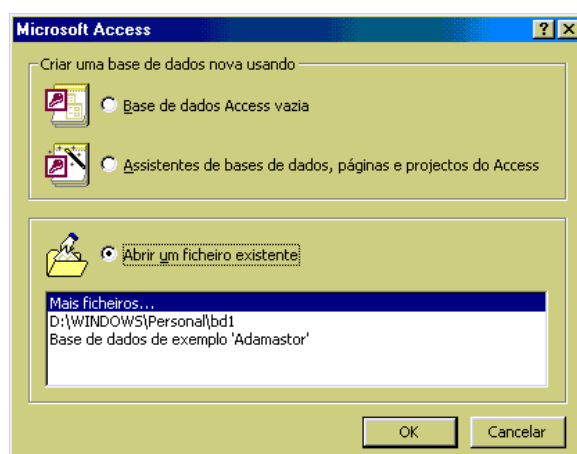 Microsoft Access
Criar uma base de dados nova usando
Base de dados Access vazia
Assistentes de bases de dados, páginas e projectos do Access
Abrir um ficheiro existente
Mais ficheiros...
D:\WINDOWS\Personal\bd1
Base de dados de exemplo 'Adamastor'
OK
Cancelar